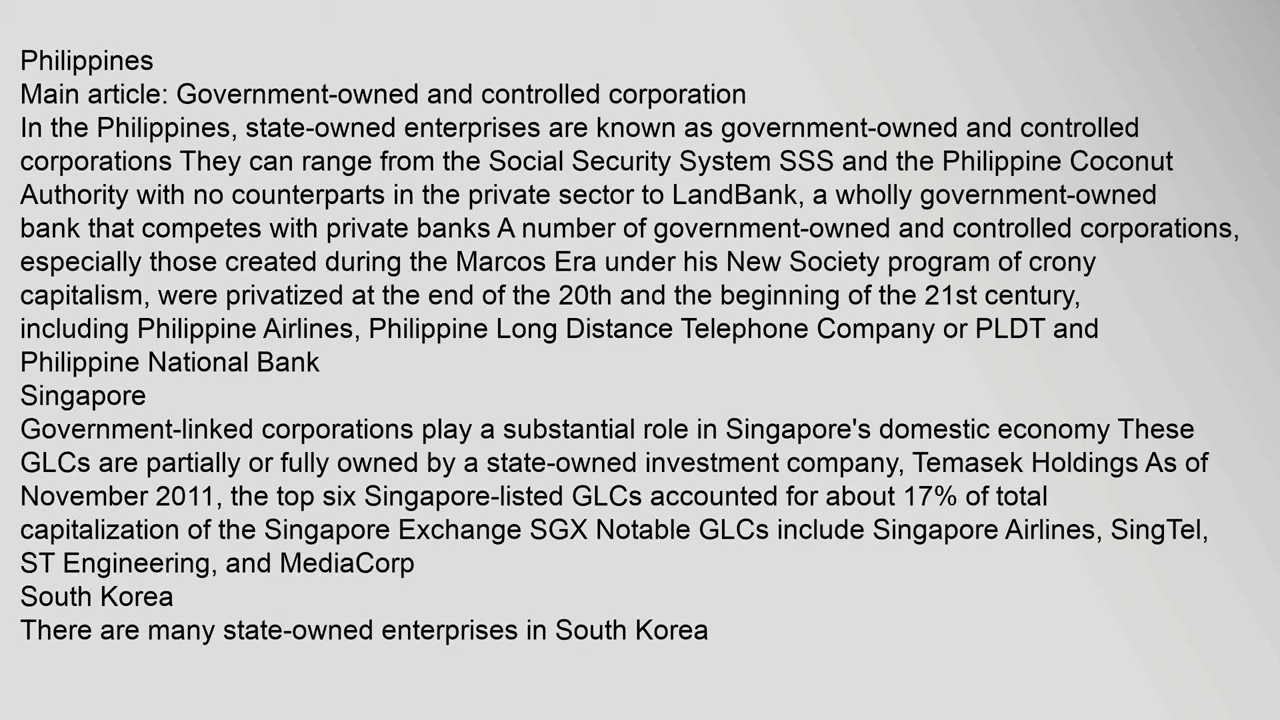 Philippines
Main article: Government-owned and controlled corporation
In the Philippines, state-owned enterprises are known as government-owned and controlled
corporations They can range from the Social Security System SSS and the Philippine Coconut
Authority with no counterparts in the private sector to LandBank, a wholly government-owned
bank that competes with private banks A number of government-owned and controlled corporations,
especially those created during the Marcos Era under his New Society program of crony
capitalism, were privatized at the end of the 20th and the beginning of the 21st century,
including Philippine Airlines, Philippine Long Distance Telephone Company or PLDT and
Philippine National Bank
Singapore
Government-linked corporations play a substantial role in Singapore's domestic economy These
GLCs are partially or fully owned by a state-owned investment company, Temasek Holdings As of
November 2011, the top six Singapore-listed GLCs accounted for about 17% of total
capitalization of the Singapore Exchange SGX Notable GLCs include Singapore Airlines, SingTel,
ST Engineering, and MediaCorp
South Korea
There are many state-owned enterprises in South Korea